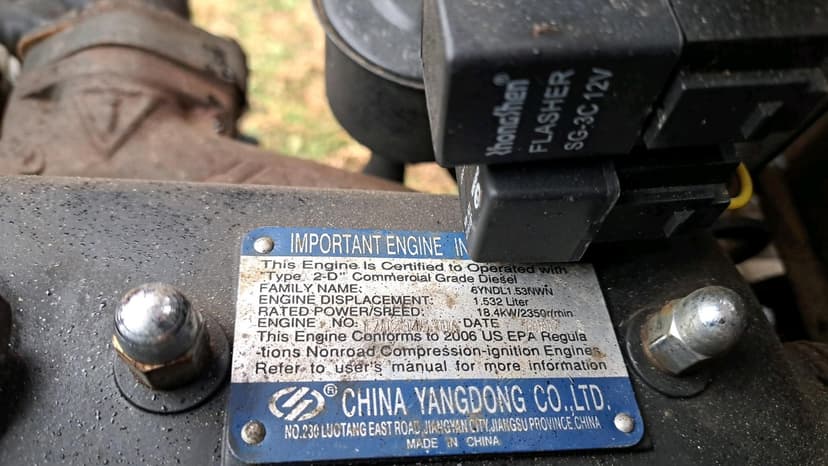 Zhongshen®
FLASHER
SG-3C 12V
IMPORTANT ENGINE
This Engine Is Certified to Operated with
Type "2-D" Commercial Grade Diesel
FAMILY NAME: 6YNDL1.53NWN
ENGINE DISPLACEMENT: 1.532 Liter
RATED POWER/SPEED: 18.4kW/2350r/min
ENGINE NO. DATE
This Engine Conforms to 2006 US EPA Regula
-tions Nonroad Compression-ignition Engines
Refer to user's manual for more information
® CHINA YANGDONG CO.,LTD.
NO.230 LUOTANG EAST ROAD,JIANGYAN CITY,JIANGSU PROVINCE,CHINA
MADE IN CHINA